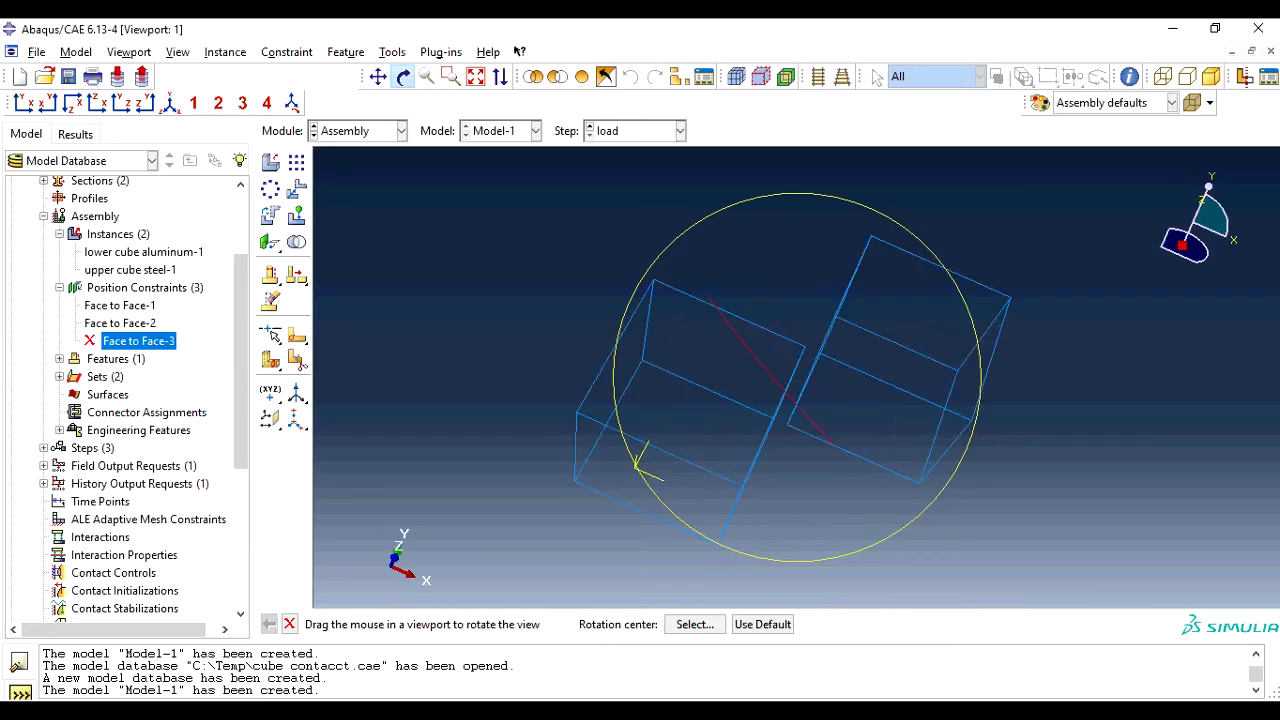 Abaqus/CAE 6.13-4 [Viewport: 1]
File Model Viewport View Instance Constraint Feature Tools Plug-ins Help
All
1 2 3 4
Assembly defaults
Model Results
Module: Assembly Model: Model-1 Step: load
Model Database
Sections (2)
Profiles
Assembly
Instances (2)
lower cube aluminum-1
upper cube steel-1
Position Constraints (3)
Face to Face-1
Face to Face-2
Face to Face-3
Features (1)
Sets (2)
Surfaces
Connector Assignments
Engineering Features
Steps (3)
Field Output Requests (1)
History Output Requests (1)
Time Points
ALE Adaptive Mesh Constraints
Interactions
Interaction Properties
Contact Controls
Contact Initializations
Contact Stabilizations
(XYZ)
Y
Z
X
Y
Z
X
Drag the mouse in a viewport to rotate the view Rotation center: Select... Use Default
SIMULIA
The model "Model-1" has been created.
The model database "C:\Temp\cube contacct.cae" has been opened.
A new model database has been created.
The model "Model-1" has been created.
>>>